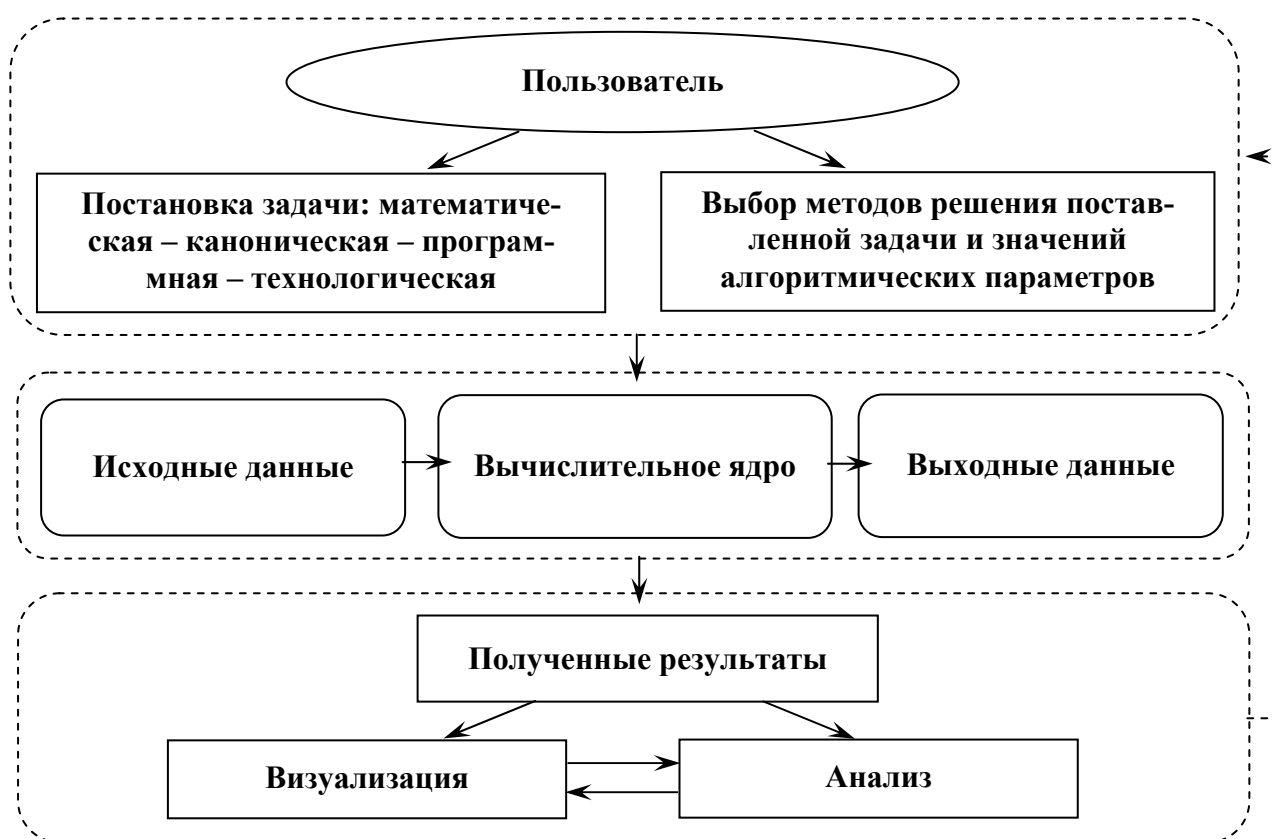 Пользователь
Постановка задачи: математиче-
ская – каноническая – програм-
мная – технологическая
Выбор методов решения постав-
ленной задачи и значений
алгоритмических параметров
Исходные данные
Вычислительное ядро
Выходные данные
Полученные результаты
Визуализация
Анализ